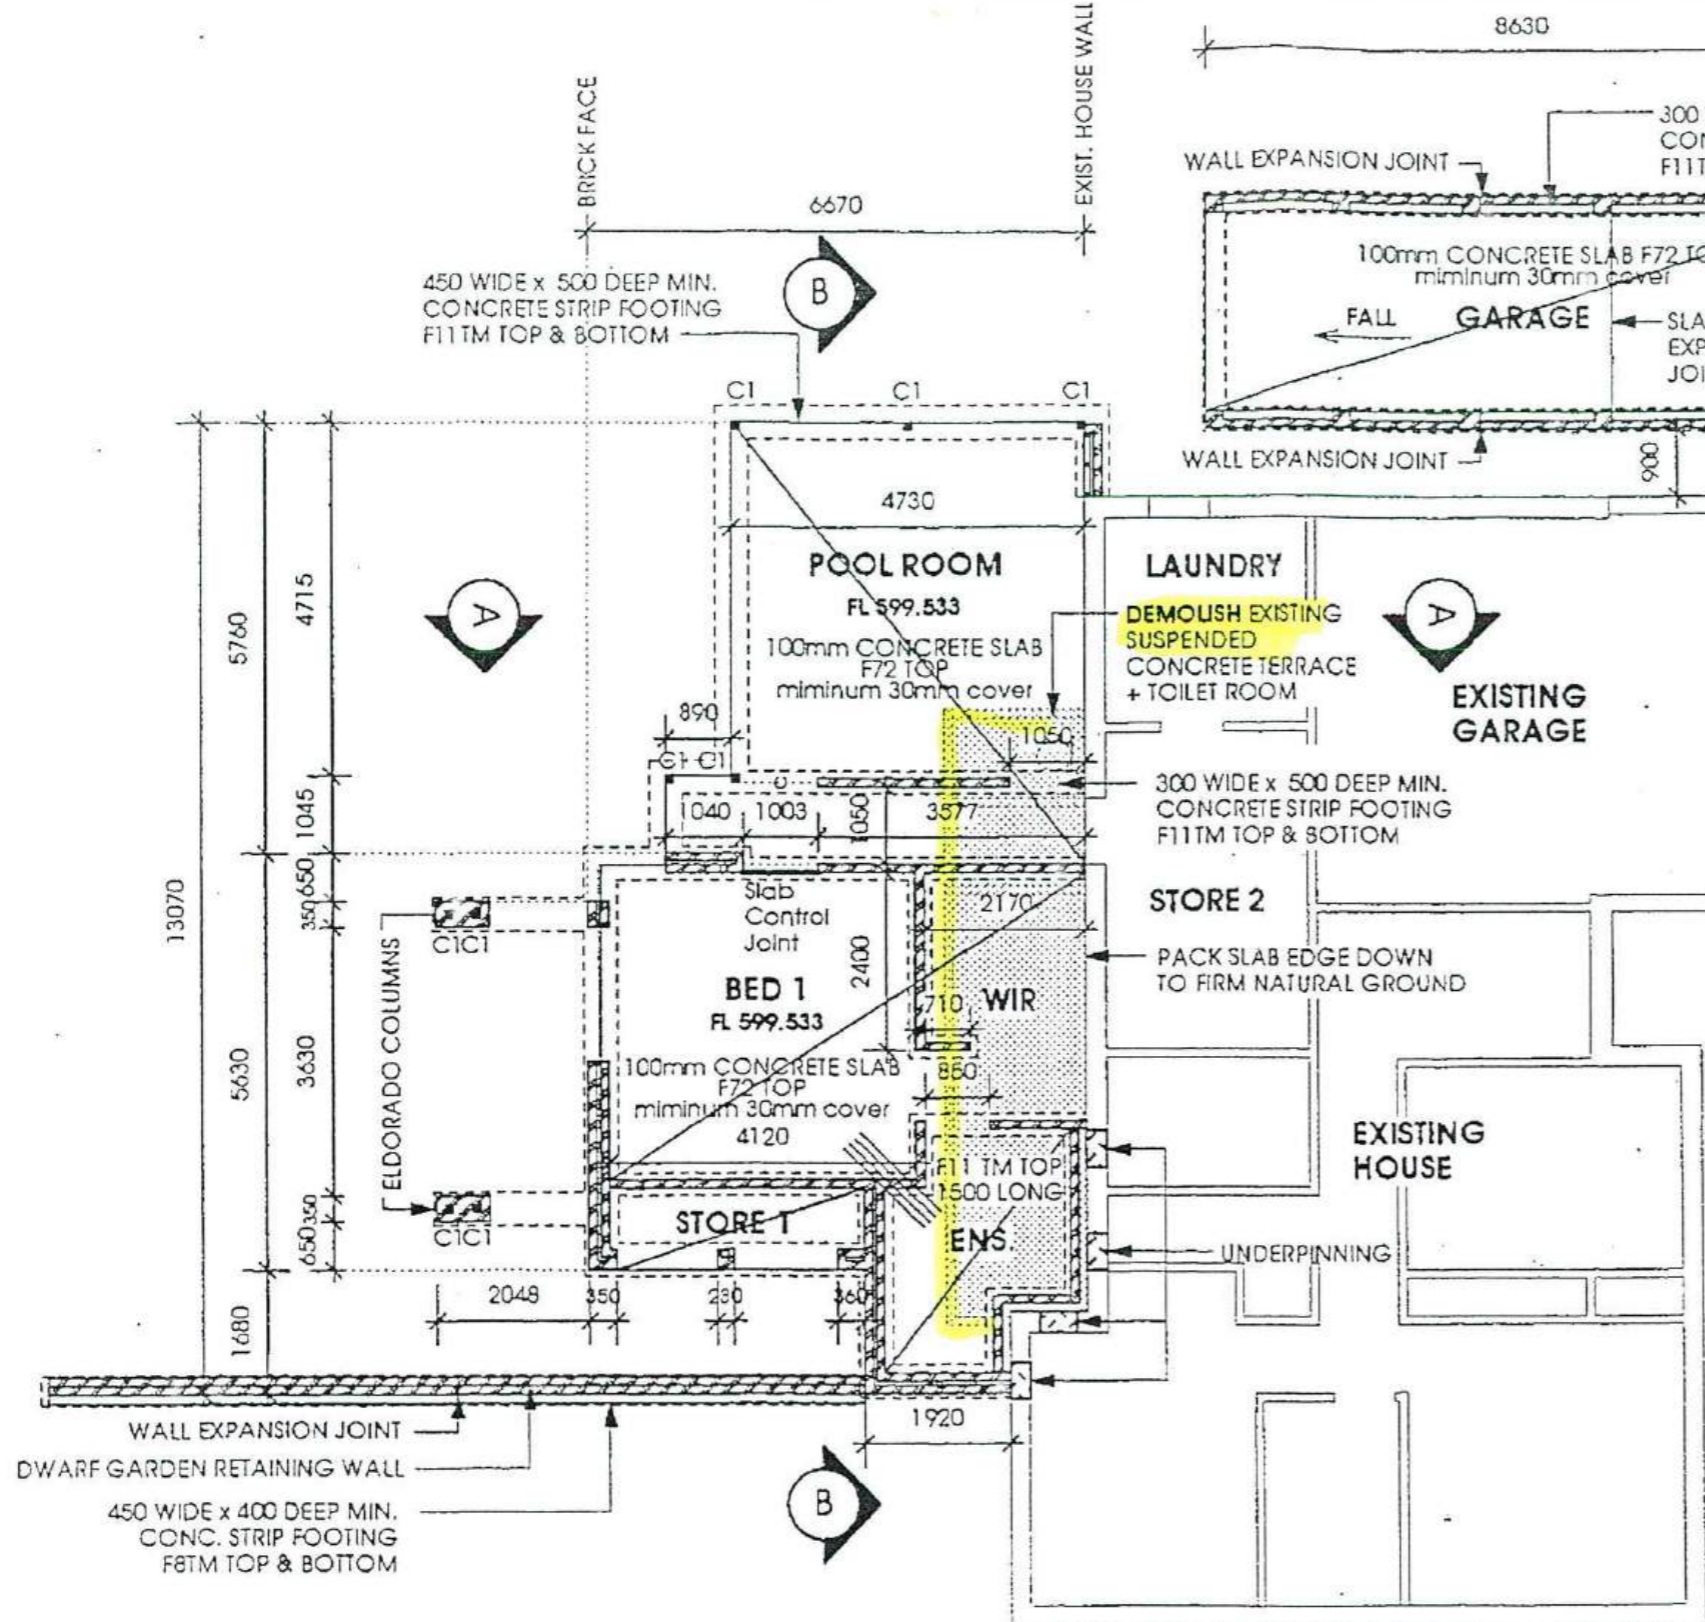 8630
BRICK FACE
EXIST. HOUSE WALL
6670
300
WALL EXPANSION JOINT
450 WIDE x 500 DEEP MIN.
CONCRETE STRIP FOOTING
F11TM TOP & BOTTOM
B
100mm CONCRETE SLAB F72
miminum 30mm cover
FALL
GARAGE
C1
C1
C1
WALL EXPANSION JOINT
900
4730
POOL ROOM
FL 599.533
100mm CONCRETE SLAB
F72 TOP
miminum 30mm cover
LAUNDRY
DEMOLISH EXISTING
SUSPENDED
CONCRETE TERRACE
+ TOILET ROOM
A
A
EXISTING
GARAGE
13070
5760
5630
1680
4715
1045
650
350
3630
350
650
890
C1 C1
1050
1040
1003
1050
3577
300 WIDE x 500 DEEP MIN.
CONCRETE STRIP FOOTING
F11TM TOP & BOTTOM
Slab
Control
Joint
2170
STORE 2
C1C1
ELDORADO COLUMNS
2400
PACK SLAB EDGE DOWN
TO FIRM NATURAL GROUND
BED 1
FL 599.533
710
WIR
100mm CONCRETE SLAB
F72 TOP
miminum 30mm cover
4120
860
F11 TM TOP
1500 LONG
EXISTING
HOUSE
STORE 1
ENS.
C1C1
UNDERPINNING
2048
350
230
360
WALL EXPANSION JOINT
DWARF GARDEN RETAINING WALL
1920
450 WIDE x 400 DEEP MIN.
CONC. STRIP FOOTING
F8TM TOP & BOTTOM
B